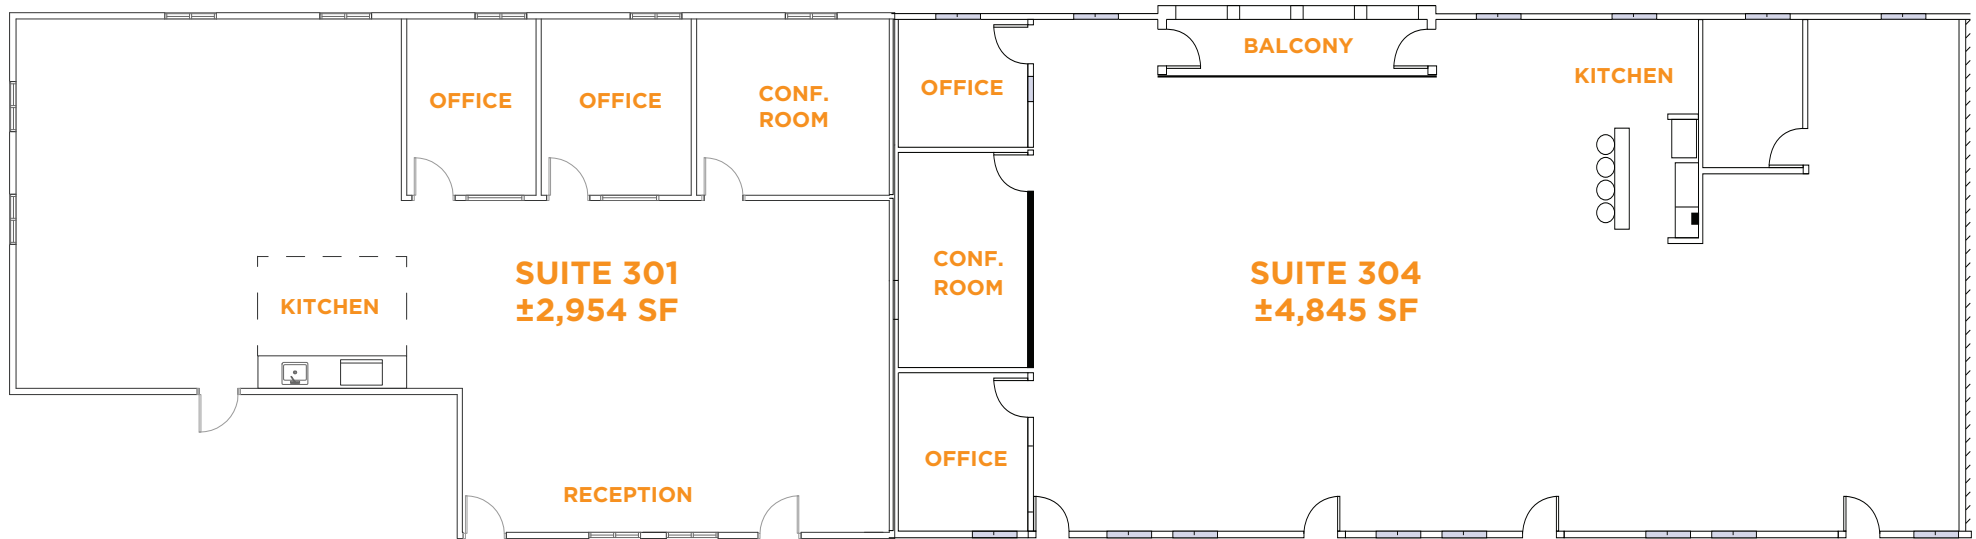 OFFICE
OFFICE
CONF.
ROOM
KITCHEN
SUITE 301
±2,954 SF
RECEPTION
OFFICE
CONF.
ROOM
OFFICE
BALCONY
KITCHEN
SUITE 304
±4,845 SF